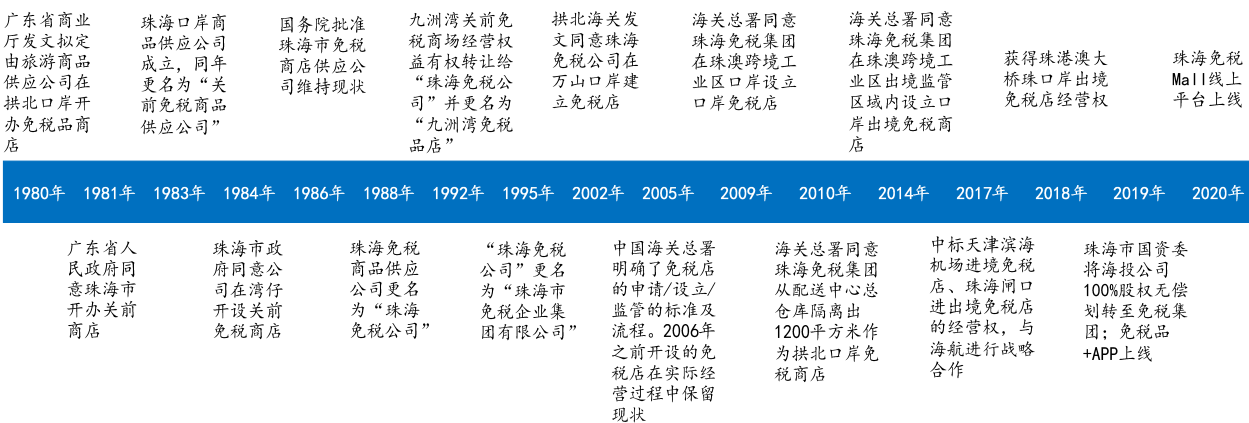 广东省商业
厅发文拟定
由旅游商品
供应公司在
拱北口岸开
办免税品商
店
珠海口岸商
品供应公司
成立，同年
更名为“关
前免税商品
供应公司”
国务院批准
珠海市免税
商店供应公
司维持现状
九洲湾关前免
税商场经营权
益有权转让给
“珠海免税公
司”并更名为
“九洲湾免税
品店”
拱北海关发
文同意珠海
免税公司在
万山口岸建
立免税店
海关总署同意
珠海免税集团
在珠澳跨境工
业区口岸设立
口岸免税店
海关总署同意
珠海免税集团
在珠澳跨境工
业区出境监管
区域内设立口
岸出境免税商
店
获得珠港澳大
桥珠口岸出境
免税店经营权
珠海免税
Mall线上
平台上线
1980年 1981年 1983年 1984年 1986年 1988年 1992年 1995年 2002年 2005年 2009年 2010年 2014年 2017年 2018年 2019年 2020年
广东省人
民政府同
意珠海市
开办关前
商店
珠海市政
府同意公
司在湾仔
开设关前
免税商店
珠海免税
商品供应
公司更名
为“珠海
免税公司”
“珠海免税
公司”更名
为“珠海市
免税企业集
团有限公司”
中国海关总署
明确了免税店
的申请/设立/
监管的标准及
流程。2006年
之前开设的免
税店在实际经
营过程中保留
现状
海关总署同意
珠海免税集团
从配送中心总
仓库隔离出
1200平方米作
为拱北口岸免
税商店
中标天津滨海
机场进境免税
店、珠海闸口
进出境免税店
的经营权，与
海航进行战略
合作
珠海市国资委
将海投公司
100%股权无偿
划转至免税集
团；免税品
+APP上线